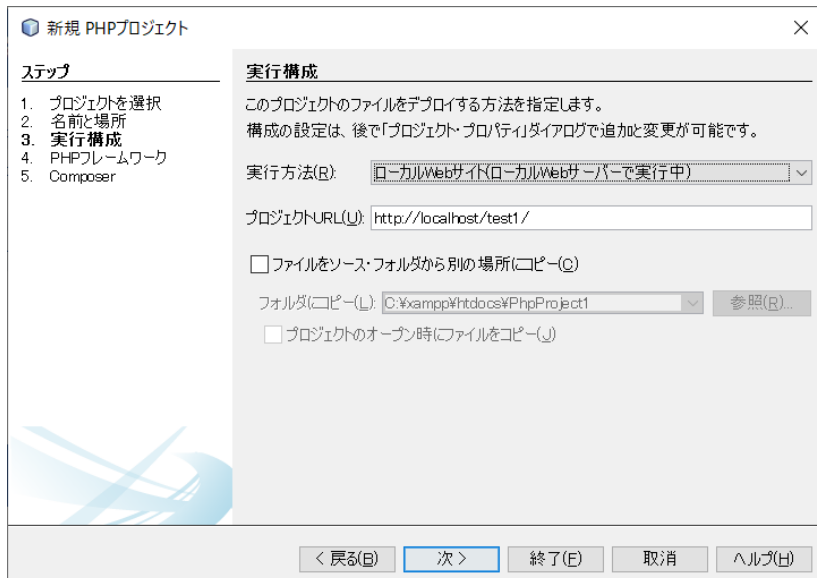 新規 PHPプロジェクト
ステップ
1. プロジェクトを選択
2. 名前と場所
3. 実行構成
4. PHPフレームワーク
5. Composer
実行構成
このプロジェクトのファイルをデプロイする方法を指定します。
構成の設定は、後で「プロジェクト・プロパティ」ダイアログで追加と変更が可能です。
実行方法(R): ローカルWebサイト(ローカルWebサーバーで実行中)
プロジェクトURL(U): http://localhost/test1/
ファイルをソース・フォルダから別の場所にコピー(C)
フォルダにコピー(L): C:¥xampp¥htdocs¥PhpProject1 参照(R)...
プロジェクトのオープン時にファイルをコピー(J)
< 戻る(B) 次 > 終了(F) 取消 ヘルプ(H)